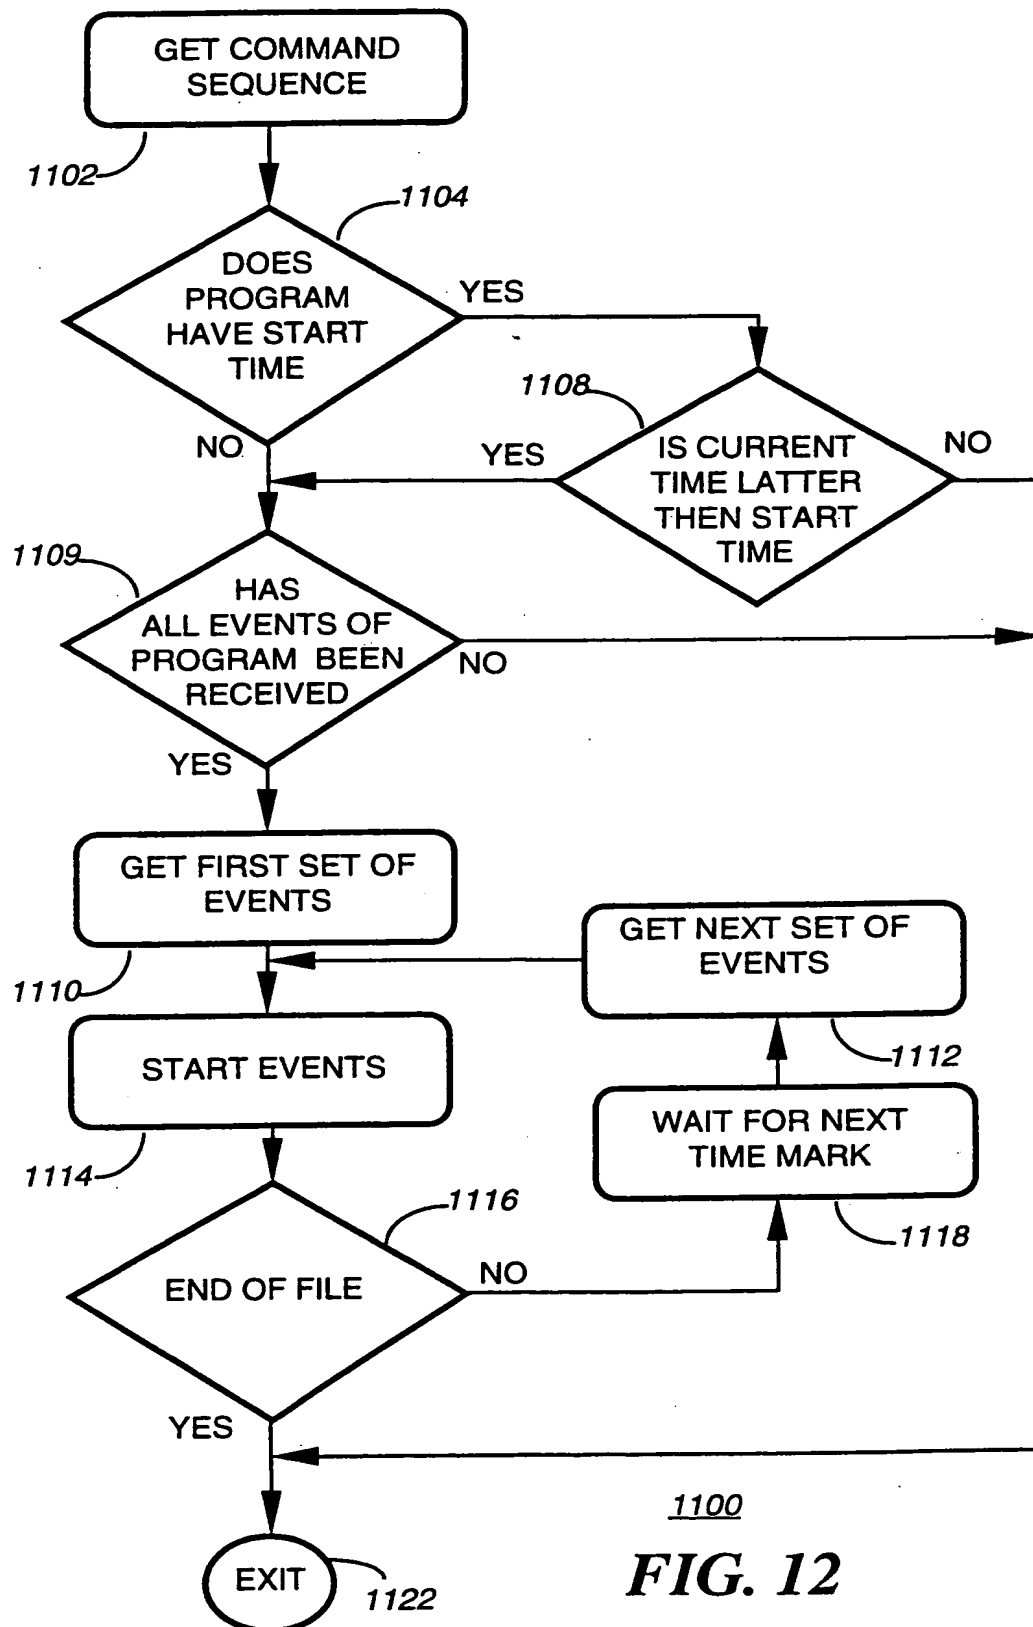 GET COMMAND
SEQUENCE
1102
1104
DOES
PROGRAM
HAVE START
TIME
YES
NO
1108
IS CURRENT
TIME LATTER
THEN START
TIME
YES
NO
1109
HAS
ALL EVENTS OF
PROGRAM BEEN
RECEIVED
NO
YES
GET FIRST SET OF
EVENTS
1110
GET NEXT SET OF
EVENTS
1112
START EVENTS
1114
WAIT FOR NEXT
TIME MARK
1118
1116
END OF FILE
NO
YES
1100
EXIT
1122
FIG. 12